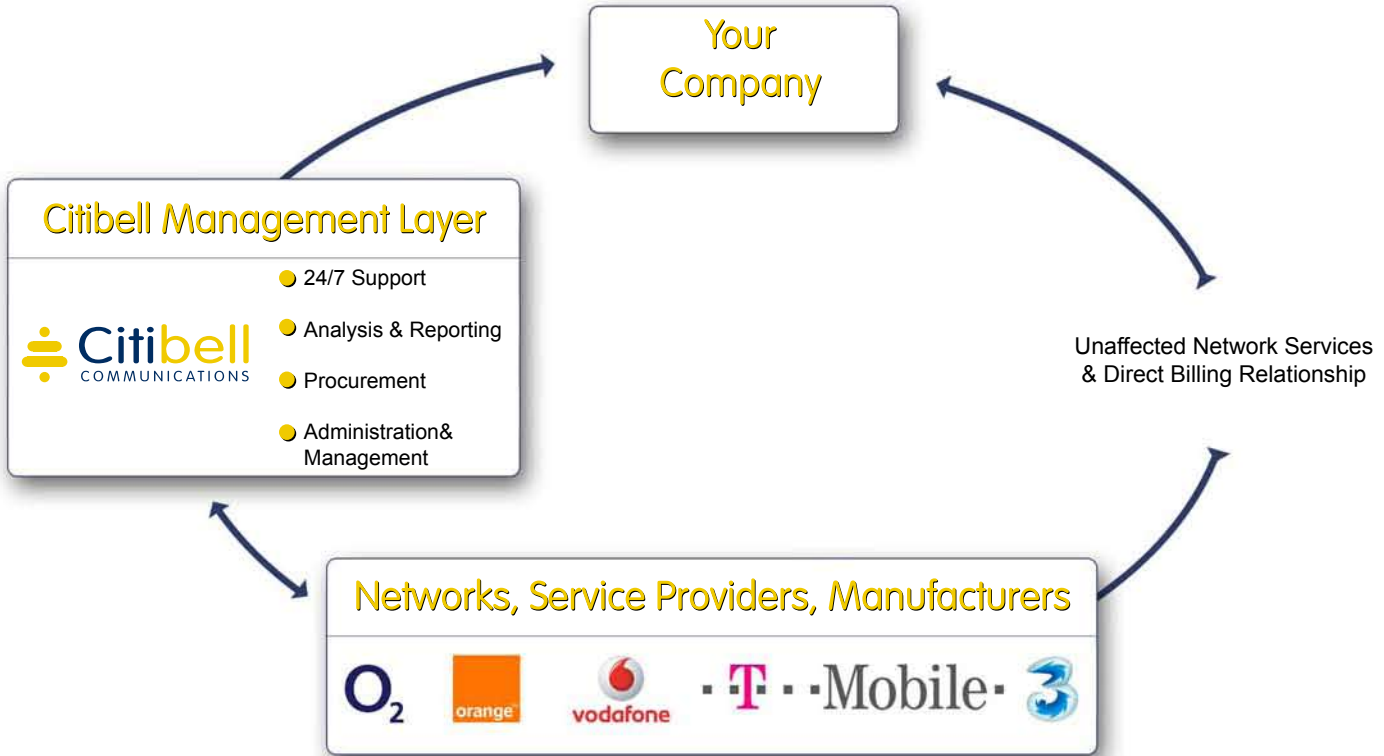 Your
Company
Citibell Management Layer
Citibell
COMMUNICATIONS
24/7 Support
Analysis & Reporting
Procurement
Administration&
Management
Unaffected Network Services
& Direct Billing Relationship
Networks, Service Providers, Manufacturers
O2
orange™
vodafone
T Mobile
3